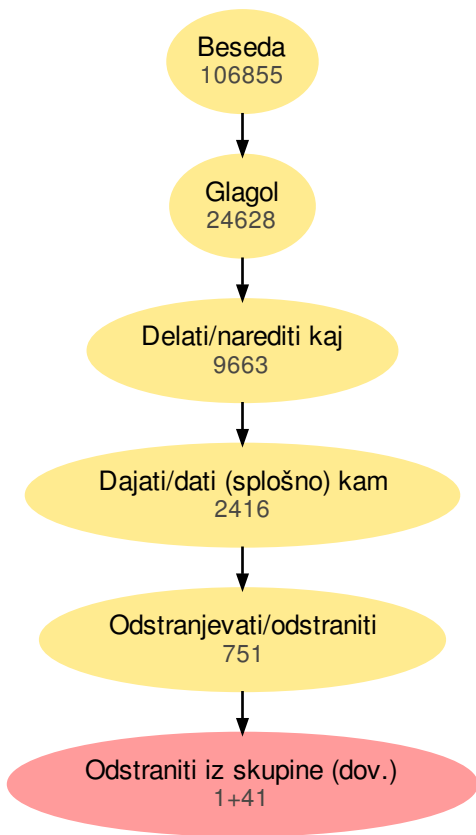 Beseda
106855
Glagol
24628
Delati/narediti kaj
9663
Dajati/dati (splošno) kam
2416
Odstranjevati/odstraniti
751
Odstraniti iz skupine (dov.)
1+41